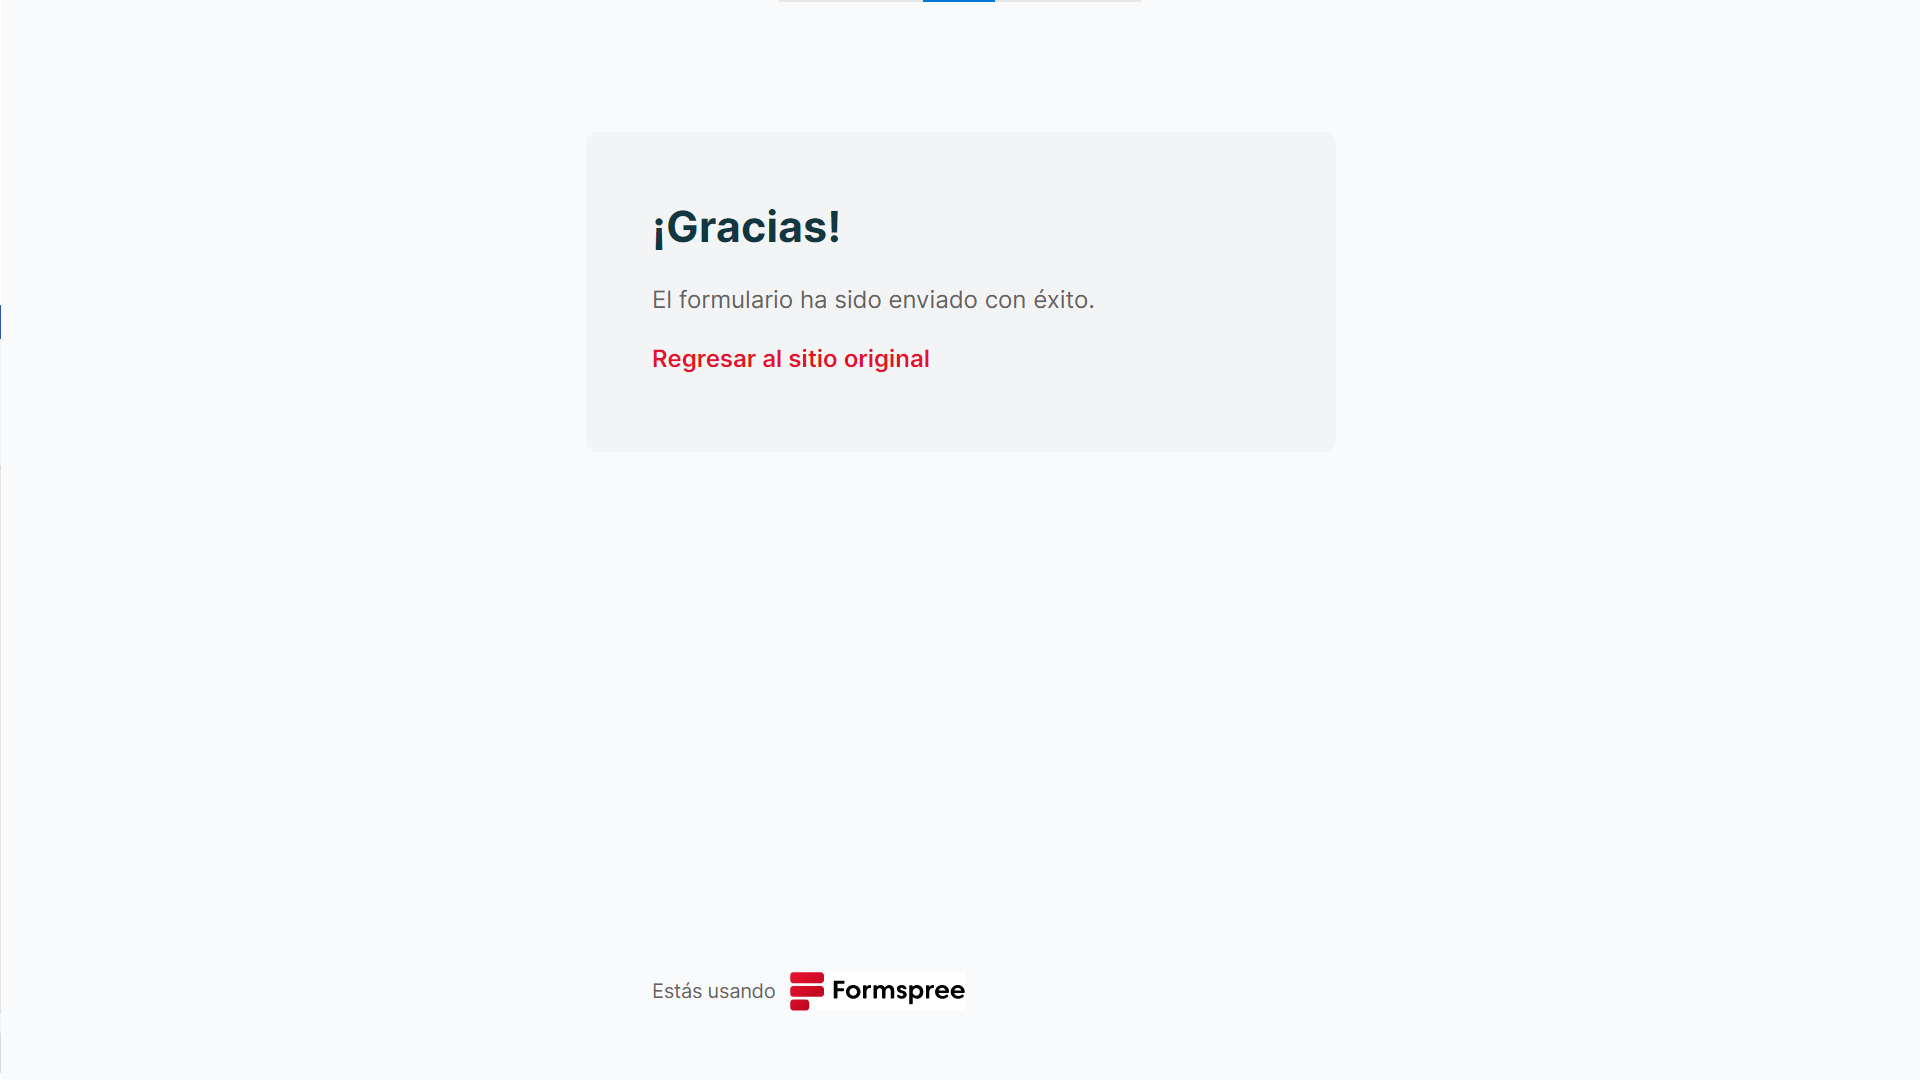 ¡Gracias!
El formulario ha sido enviado con éxito.
Regresar al sitio original
Estás usando Formspree